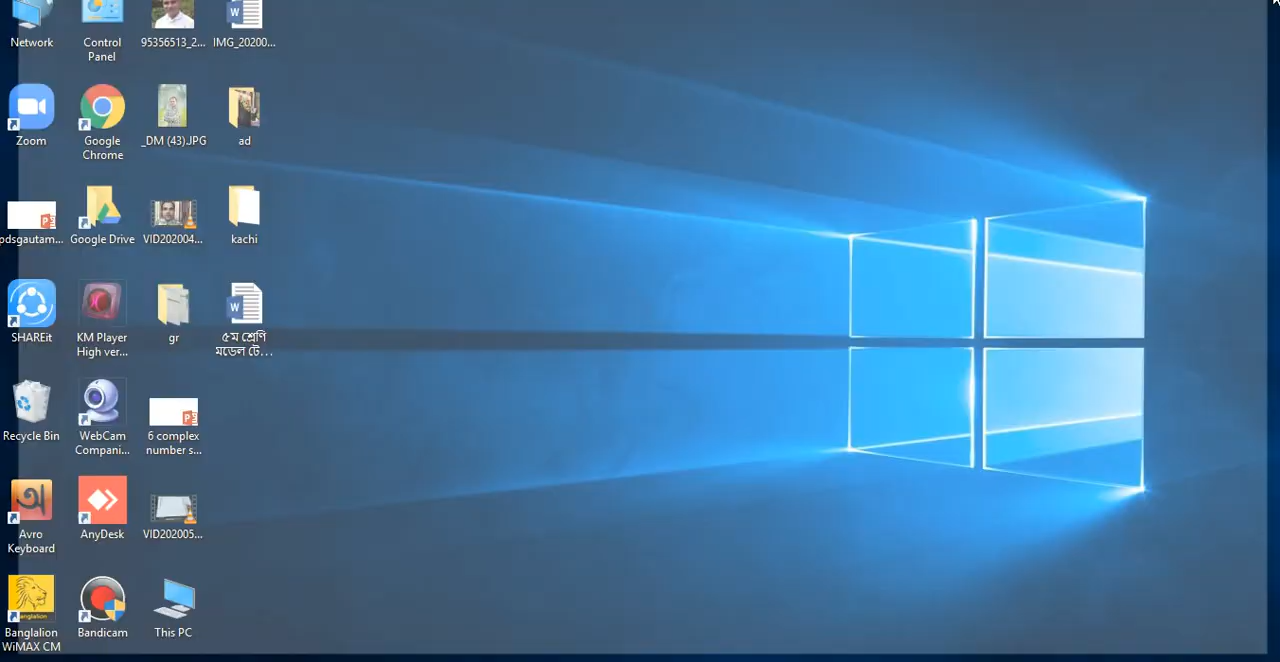 Network
Control
Panel
95356513_2...
IMG_20200...
Zoom
Google
Chrome
_DM (43).JPG
ad
pdsgautam...
Google Drive
VID202004...
kachi
SHAREit
KM Player
High ver...
gr
৫ম শ্রেণি
মডেল টে...
Recycle Bin
WebCam
Compani...
6 complex
number s...
Avro
Keyboard
AnyDesk
VID202005...
Banglalion
WiMAX CM
Bandicam
This PC